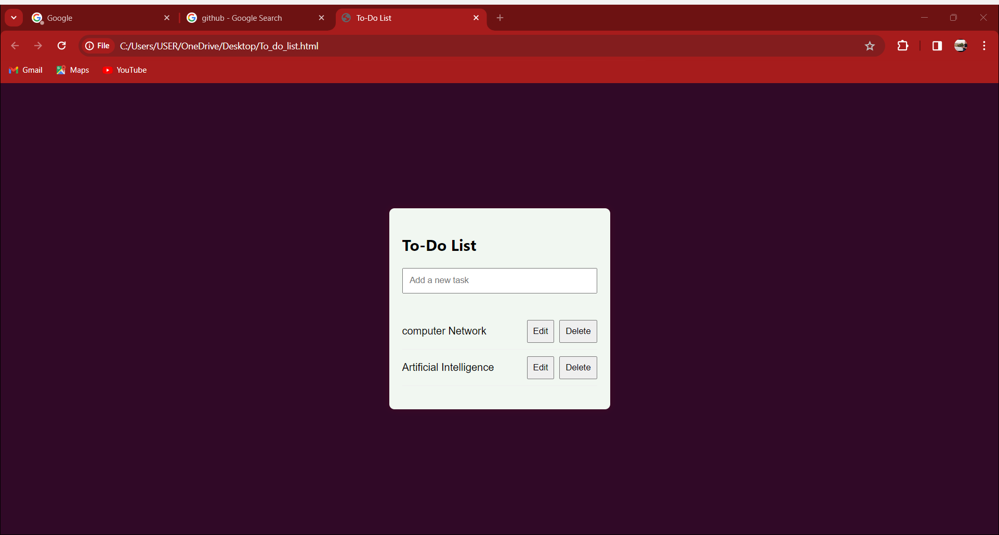 Google
github - Google Search
To-Do List
File
C:/Users/USER/OneDrive/Desktop/To_do_list.html
Gmail
Maps
YouTube
To-Do List
Add a new task
computer Network Edit Delete
Artificial Intelligence Edit Delete